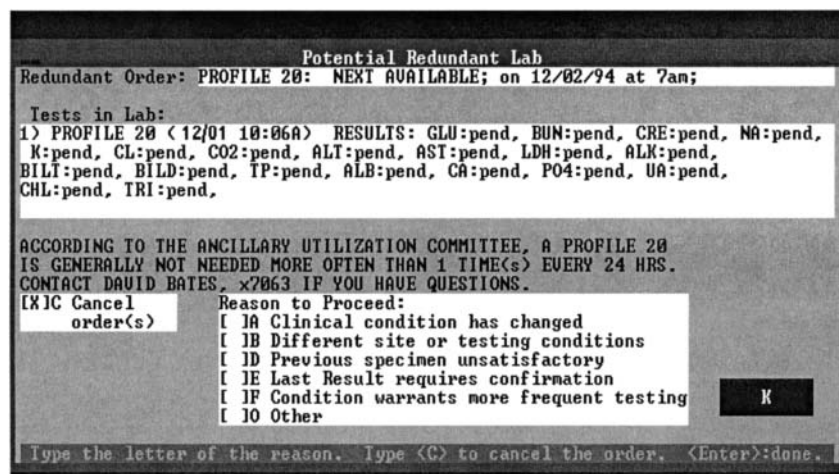 Potential Redundant Lab
Redundant Order: PROFILE 20: NEXT AVAILABLE; on 12/02/94 at 7am;
Tests in Lab:
1) PROFILE 20 (12/01 10:06A) RESULTS: GLU:pend, BUN:pend, CRE:pend, NA:pend,
K:pend, CL:pend, CO2:pend, ALT:pend, AST:pend, LDH:pend, ALK:pend,
BILT:pend, BILD:pend, TP:pend, ALB:pend, CA:pend, PO4:pend, UA:pend,
CHL:pend, TRI:pend,
ACCORDING TO THE ANCILLARY UTILIZATION COMMITTEE, A PROFILE 20
IS GENERALLY NOT NEEDED MORE OFTEN THAN 1 TIME(s) EVERY 24 HRS.
CONTACT DAVID BATES, x7063 IF YOU HAVE QUESTIONS.
[X]C Cancel
order(s)
Reason to Proceed:
[ ]A Clinical condition has changed
[ ]B Different site or testing conditions
[ ]D Previous specimen unsatisfactory
[ ]E Last Result requires confirmation
[ ]F Condition warrants more frequent testing
[ ]O Other
K
Type the letter of the reason. Type <C> to cancel the order. <Enter>:done.